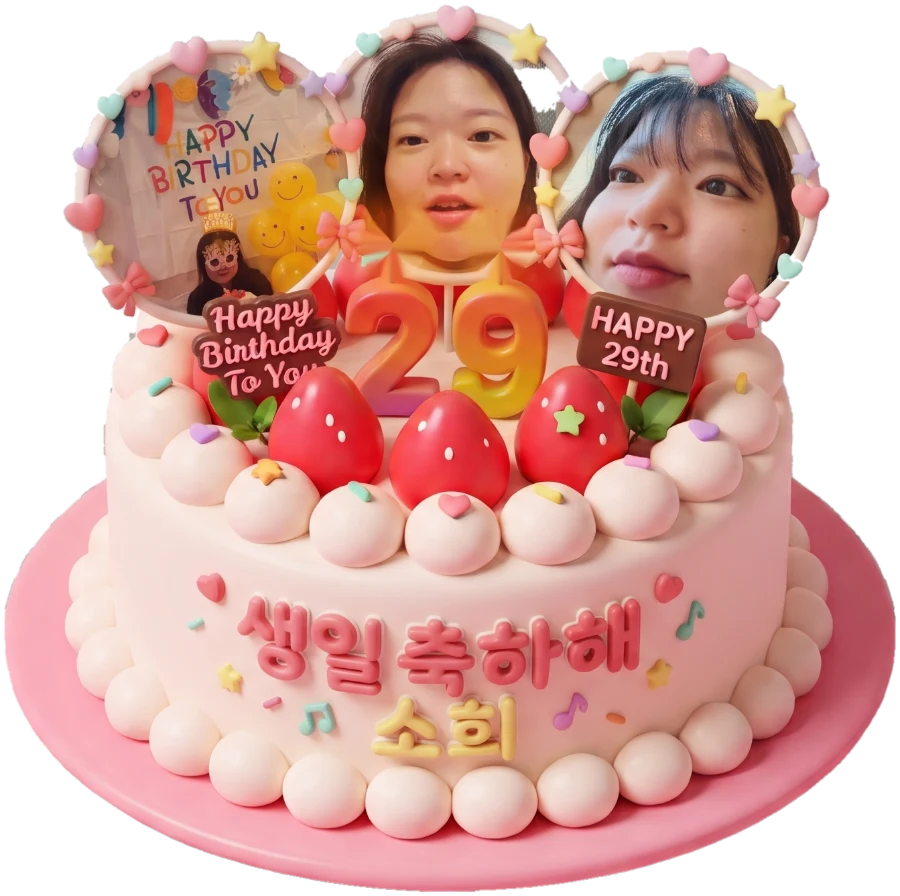 HAPPY
BIRTHDAY
To YOU
29
Happy
Birthday
To You
HAPPY
29th
생일 축하해
소희